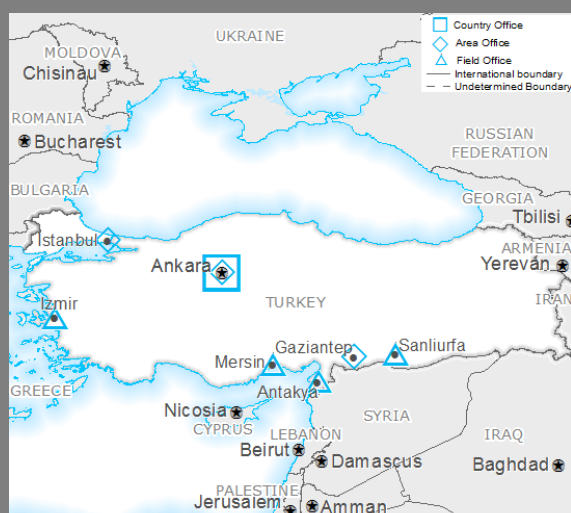 UKRAINE
Country Office
Area Office
Field Office
International boundary
Undetermined Boundary
MOLDOVA
Chisinau
ROMANIA
Bucharest
RUSSIAN
FEDERATION
BULGARIA
GEORGIA
Tbilisi
Istanbul
ARMENIA
Ankara
Yerevan
TURKEY
IRAN
Izmir
Gaziantep
Sanliurfa
Mersin
Antakya
GREECE
Nicosia
CYPRUS
SYRIA
LEBANON
IRAQ
Beirut
Damascus
Baghdad
PALESTINE
Jerusalem
Amman